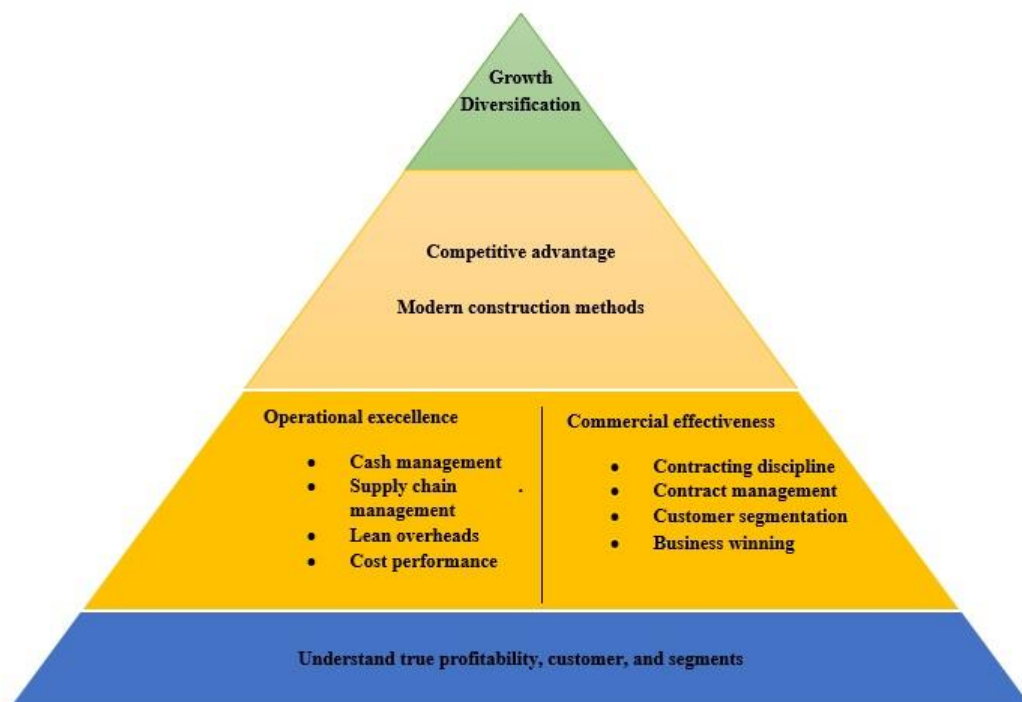 Growth
Diversification
Competitive advantage
Modern construction methods
Operational execellence
• Cash management
• Supply chain
management
• Lean overheads
• Cost performance
Commercial effectiveness
• Contracting discipline
• Contract management
• Customer segmentation
• Business winning
Understand true profitability, customer, and segments